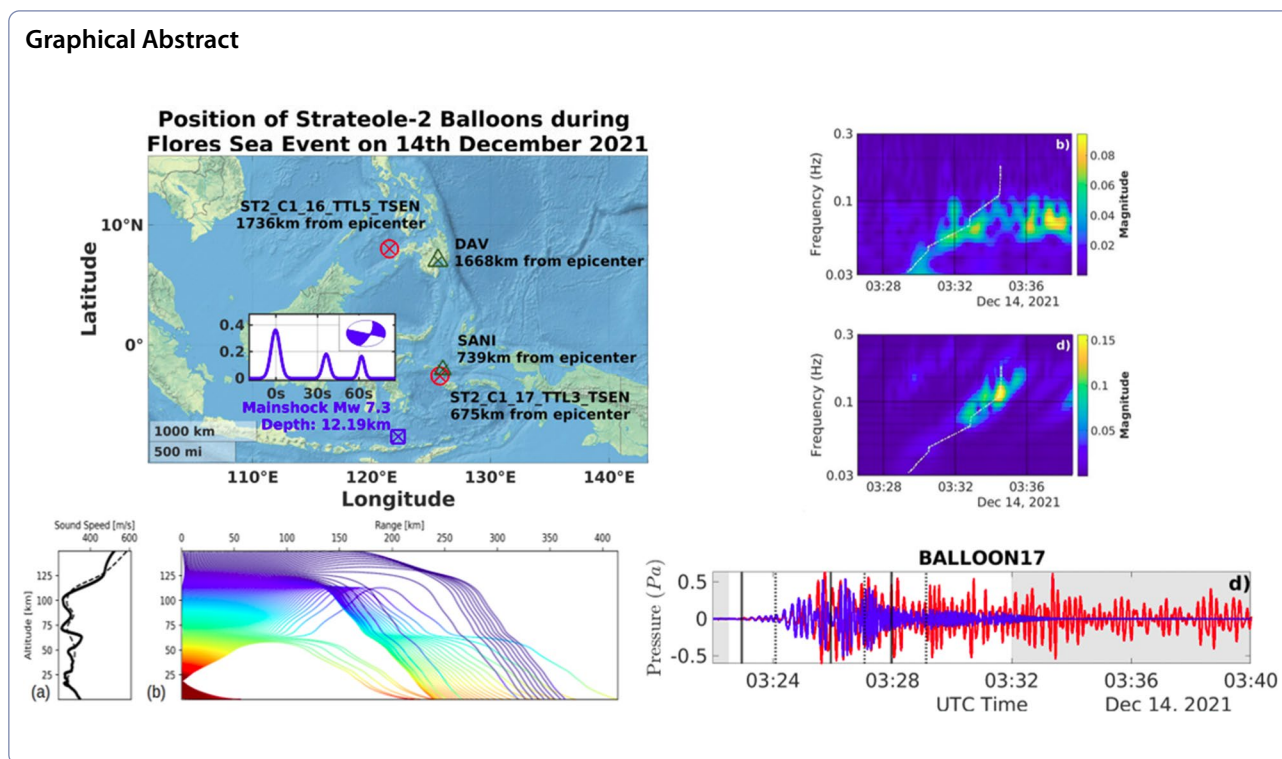 Graphical Abstract
Position of Strateole-2 Balloons during
Flores Sea Event on 14th December 2021
10°N
0°
Latitude
ST2_C1_16_TTL5_TSEN
1736km from epicenter
DAV
1668km from epicenter
SANI
739km from epicenter
ST2_C1_17_TTL3_TSEN
675km from epicenter
0.4
0.2
0
0s 30s 60s
Mainshock Mw 7.3
Depth: 12.19km
1000 km
500 mi
110°E 120°E 130°E 140°E
Longitude
b)
0.3
0.1
0.03
Frequency (Hz)
03:28 03:32 03:36
Dec 14, 2021
0.08
0.06
0.04
0.02
Magnitude
d)
0.3
0.1
0.03
Frequency (Hz)
03:28 03:32 03:36
Dec 14, 2021
0.15
0.1
0.05
Magnitude
Sound Speed [m/s]
400 600
Altitude [km]
125
100
75
50
25
(a)
Range [km]
0 50 100 150 200 250 300 350 400
125
100
75
50
25
(b)
BALLOON17
d)
Pressure (Pa)
0.5
0
-0.5
03:24 03:28 03:32 03:36 03:40
UTC Time Dec 14, 2021